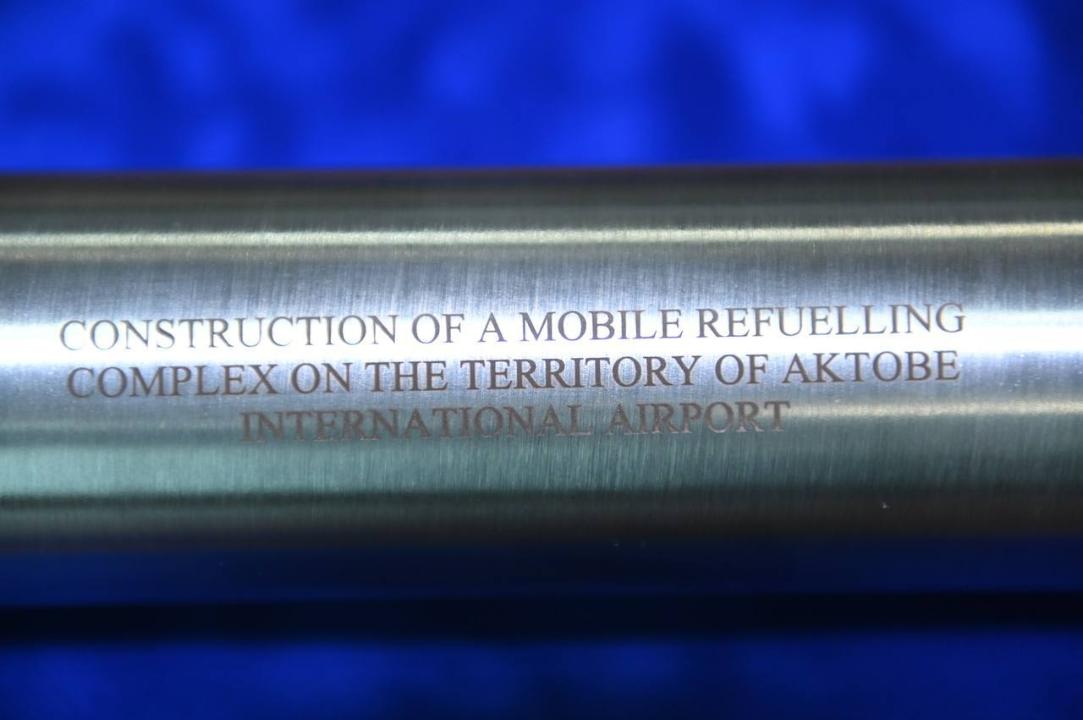 CONSTRUCTION OF A MOBILE REFUELLING
COMPLEX ON THE TERRITORY OF AKTOBE
INTERNATIONAL AIRPORT